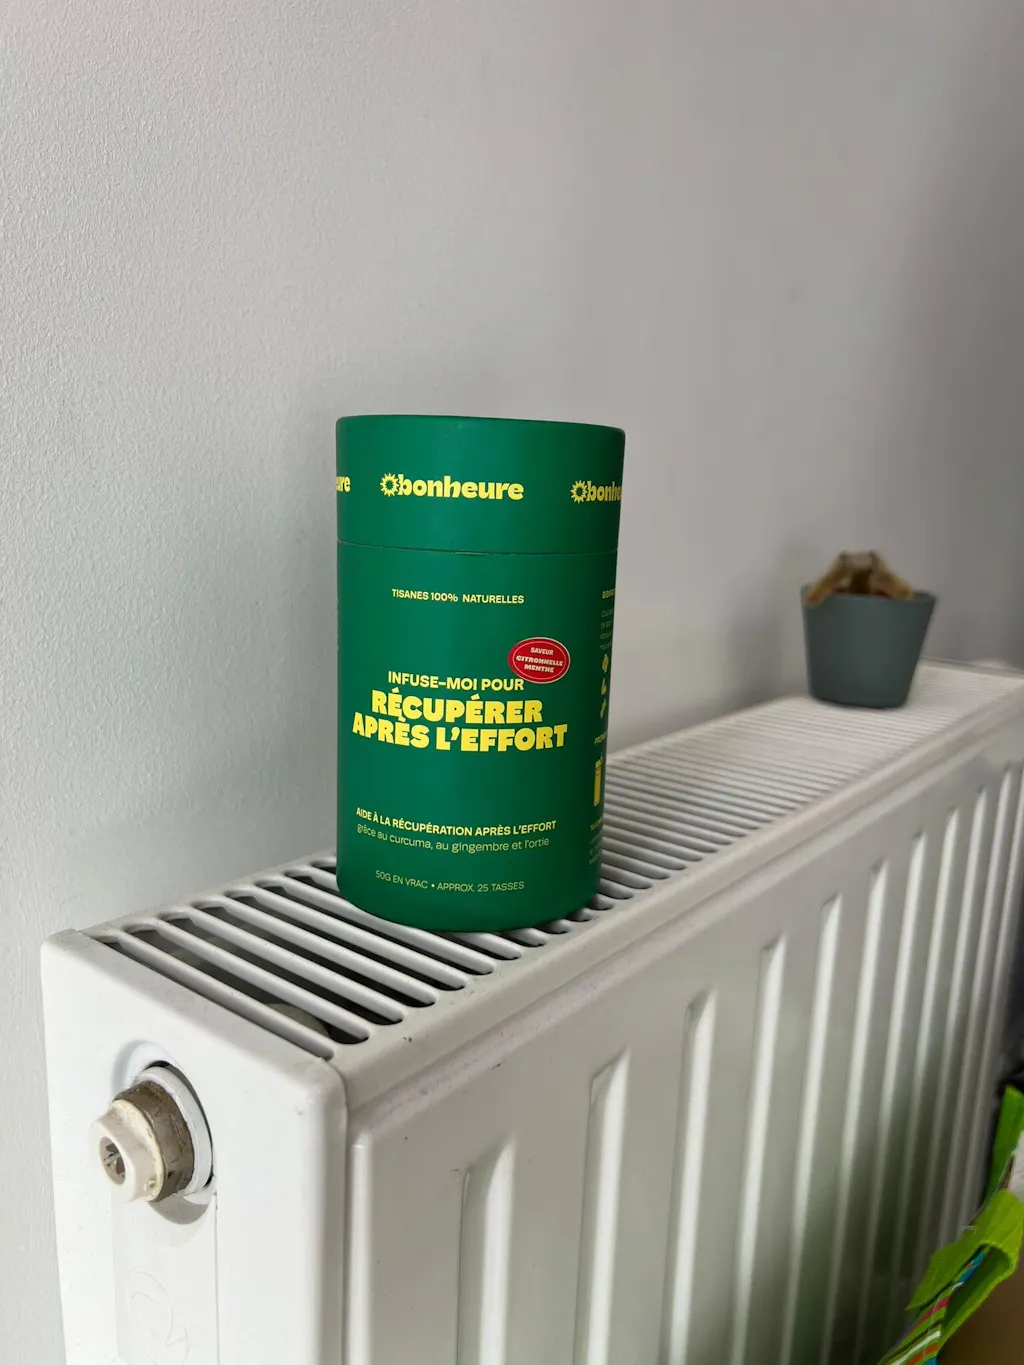 bonheure
TISANES 100% NATURELLES
SAVEUR
CITRONNELLE
MENTHE
INFUSE-MOI POUR
RÉCUPÉRER
APRÈS L'EFFORT
AIDE À LA RÉCUPÉRATION APRÈS L'EFFORT
grâce au curcuma, au gingembre et l'ortie
50G EN VRAC • APPROX. 25 TASSES